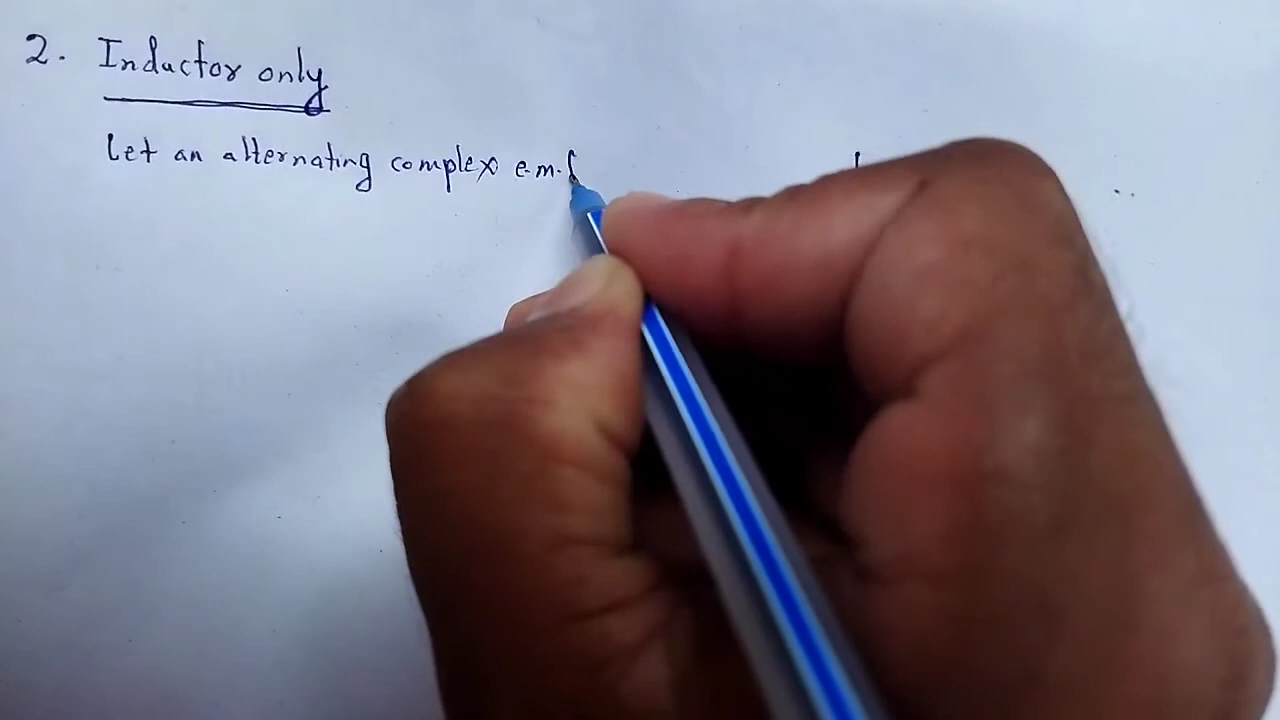 2. Inductor only
Let an alternating complex e.m.f